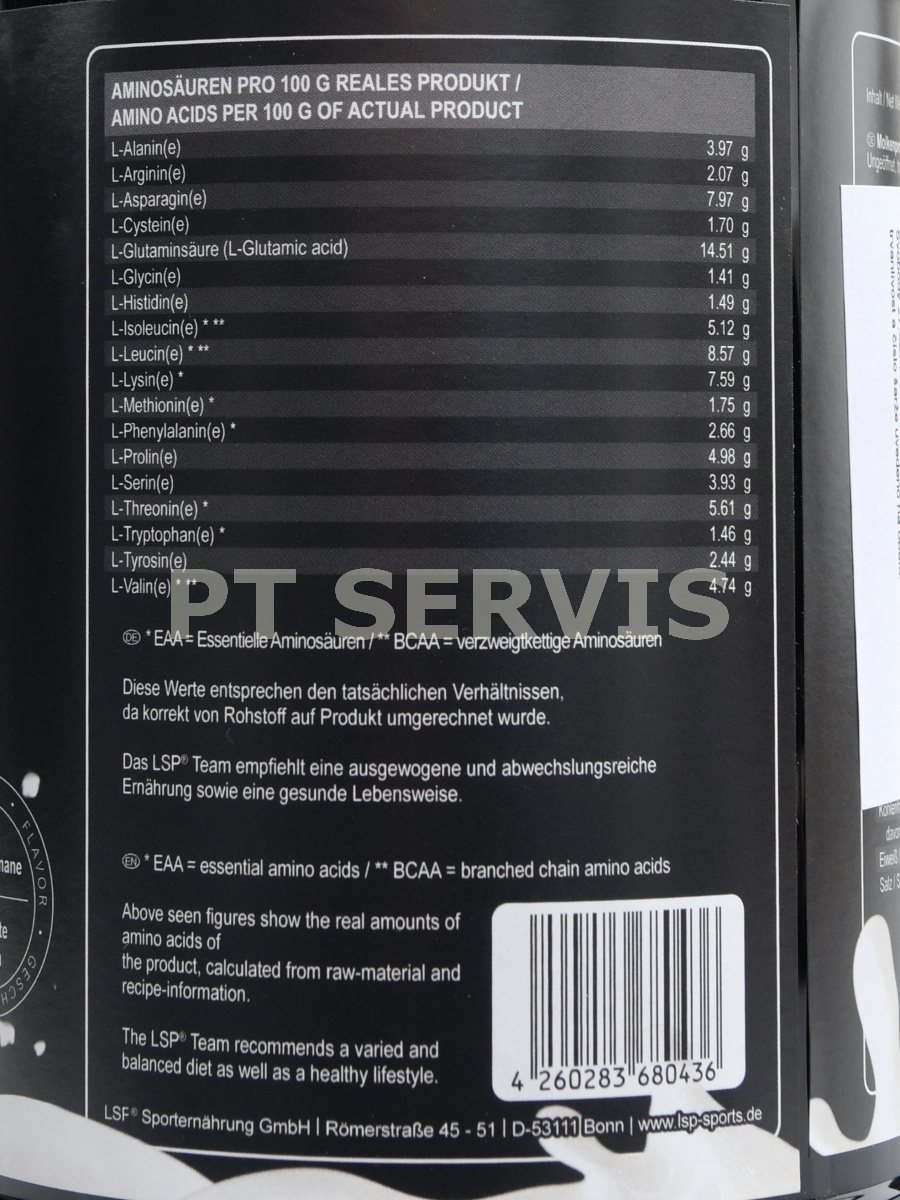 AMINOSÄUREN PRO 100 G REALES PRODUKT /
AMINO ACIDS PER 100 G OF ACTUAL PRODUCT
L-Alanin(e) 3.97 g
L-Arginin(e) 2.07 g
L-Asparagin(e) 7.97 g
L-Cystein(e) 1.70 g
L-Glutaminsäure (L-Glutamic acid) 14.51 g
L-Glycin(e) 1.41 g
L-Histidin(e) 1.49 g
L-Isoleucin(e) * ** 5.12 g
L-Leucin(e) * ** 8.57 g
L-Lysin(e) * 7.59 g
L-Methionin(e) * 1.75 g
L-Phenylalanin(e) * 2.66 g
L-Prolin(e) 4.98 g
L-Serin(e) 3.93 g
L-Threonin(e) * 5.61 g
L-Tryptophan(e) * 1.46 g
L-Tyrosin(e) 2.44 g
L-Valin(e) * ** 4.74 g
PT SERVIS
DE * EAA = Essentielle Aminosäuren / ** BCAA = verzweigtkettige Aminosäuren
Diese Werte entsprechen den tatsächlichen Verhältnissen,
da korrekt von Rohstoff auf Produkt umgerechnet wurde.
Das LSP® Team empfiehlt eine ausgewogene und abwechslungsreiche
Ernährung sowie eine gesunde Lebensweise.
EN * EAA = essential amino acids / ** BCAA = branched chain amino acids
Above seen figures show the real amounts of
amino acids of
the product, calculated from raw-material and
recipe-information.
The LSP® Team recommends a varied and
balanced diet as well as a healthy lifestyle.
4 260283 680436
LSP® Sporternährung GmbH | Römerstraße 45 - 51 | D-53111 Bonn | www.lsp-sports.de
FLAVOR
Inhalt / Net
Eiweiß
Salz /